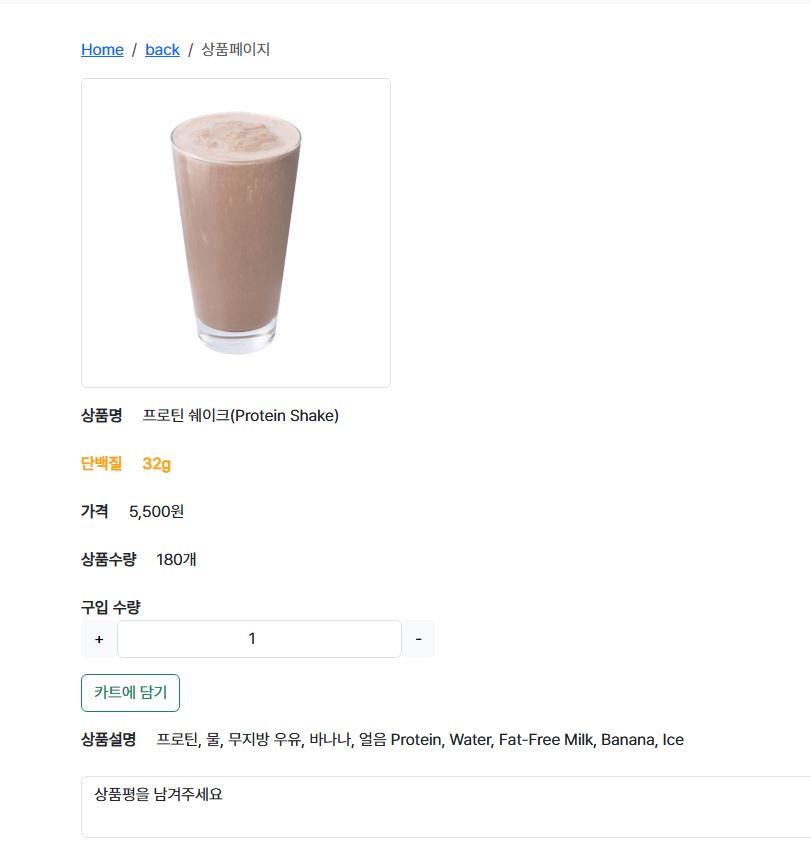 Home / back / 상품페이지
상품명 프로틴 쉐이크(Protein Shake)
단백질 32g
가격 5,500원
상품수량 180개
구입 수량
+ 1 -
카트에 담기
상품설명 프로틴, 물, 무지방 우유, 바나나, 얼음 Protein, Water, Fat-Free Milk, Banana, Ice
상품평을 남겨주세요